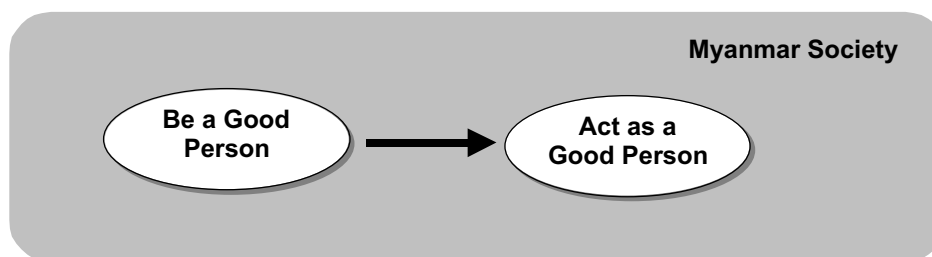 Myanmar Society
Be a Good
Person
Act as a
Good Person